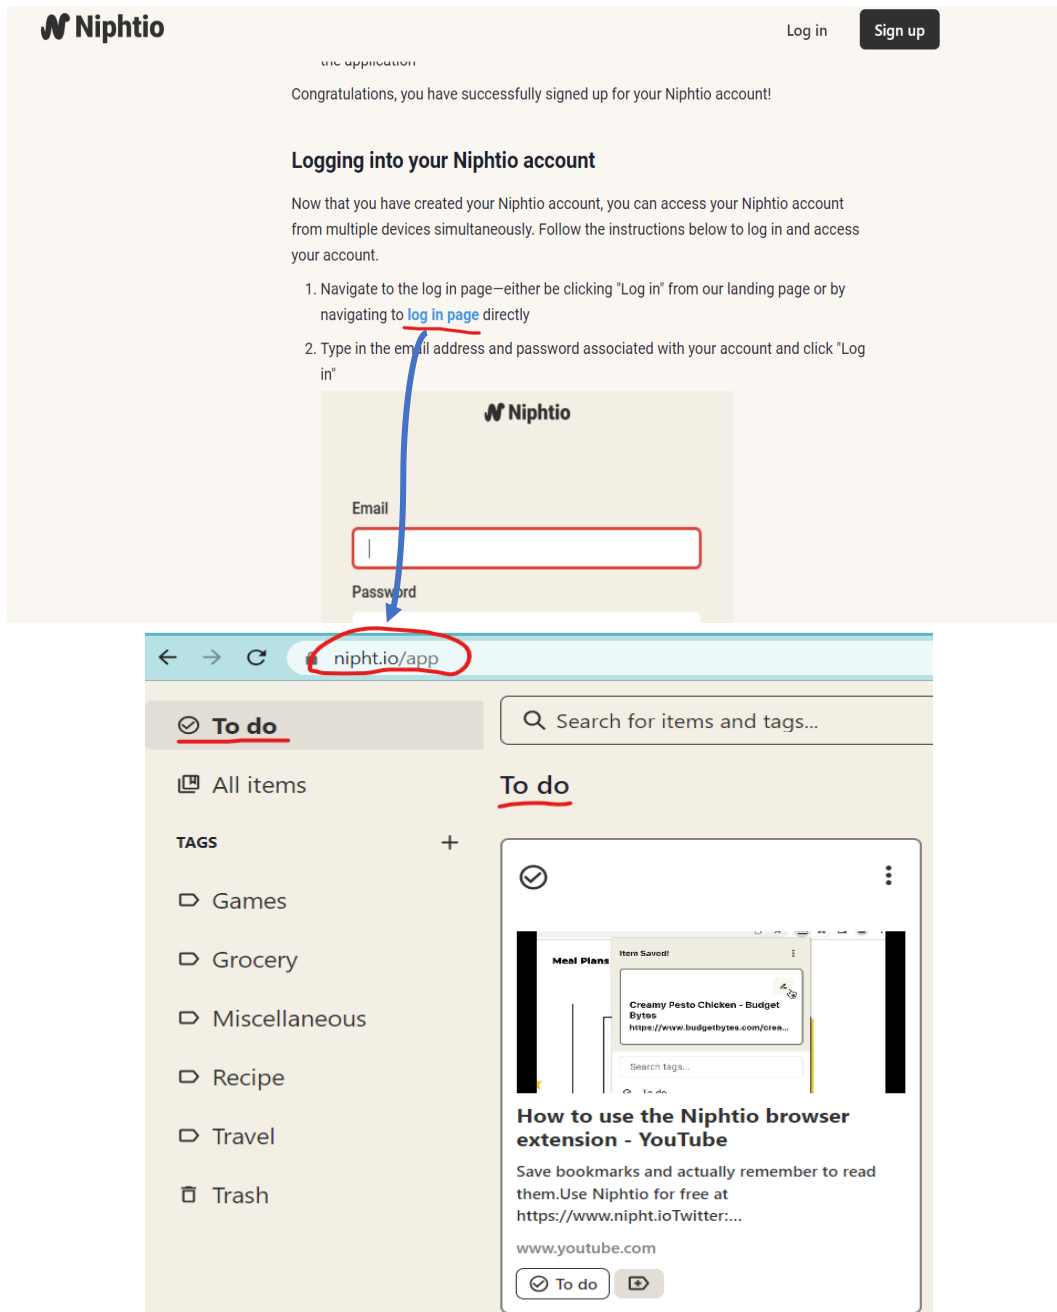 Niphtio
Log in
Sign up
the application
Congratulations, you have successfully signed up for your Niphtio account!
Logging into your Niphtio account
Now that you have created your Niphtio account, you can access your Niphtio account
from multiple devices simultaneously. Follow the instructions below to log in and access
your account.
1. Navigate to the log in page—either be clicking "Log in" from our landing page or by
navigating to log in page directly
2. Type in the email address and password associated with your account and click "Log
in"
Niphtio
Email
Password
nipht.io/app
To do
Search for items and tags...
All items
To do
TAGS
Games
Grocery
Miscellaneous
Recipe
Travel
Trash
Meal Plans
Item Saved!
Creamy Pesto Chicken - Budget
Bytes
https://www.budgetbytes.com/crea...
Search tags...
To do
How to use the Niphtio browser
extension - YouTube
Save bookmarks and actually remember to read
them.Use Niphtio for free at
https://www.nipht.ioTwitter:...
www.youtube.com
To do